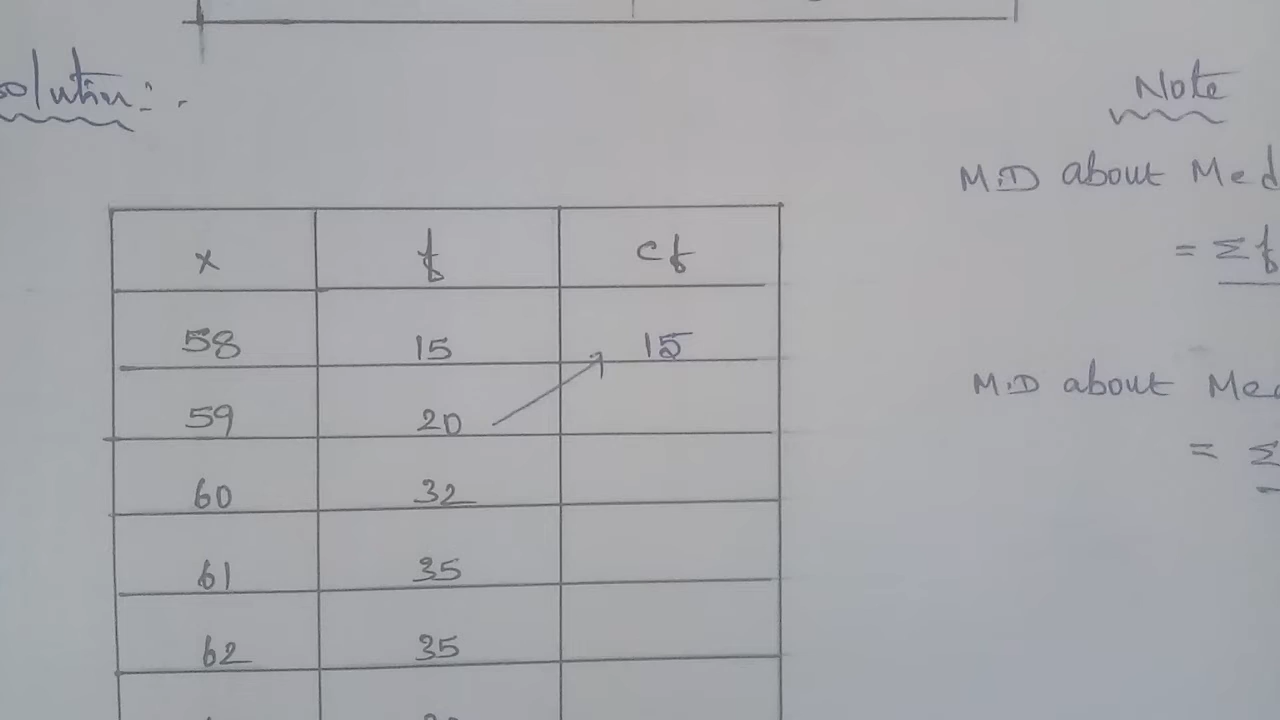 solution:-
Note
M.D about Med
= Σf
M.D about Med
= Σ
x f cf
58 15 15
59 20
60 32
61 35
62 35